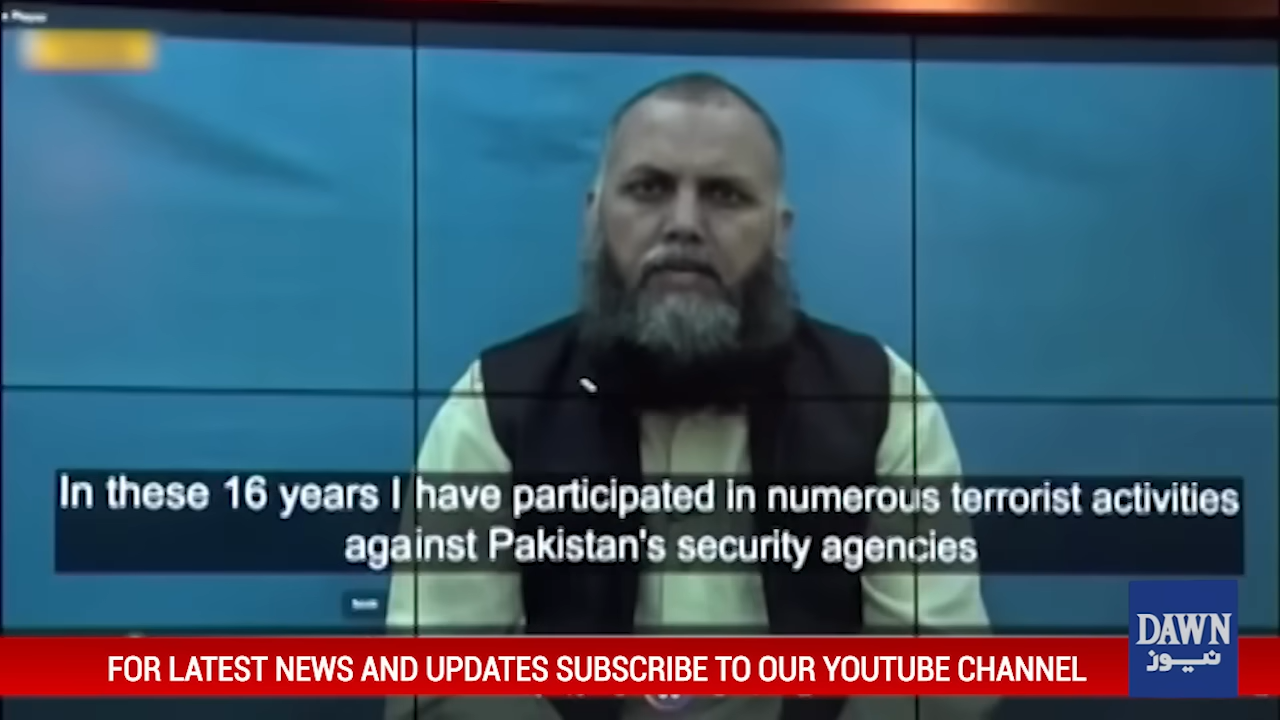 Player
In these 16 years I have participated in numerous terrorist activities
against Pakistan's security agencies
DAWN
نیوز
FOR LATEST NEWS AND UPDATES SUBSCRIBE TO OUR YOUTUBE CHANNEL